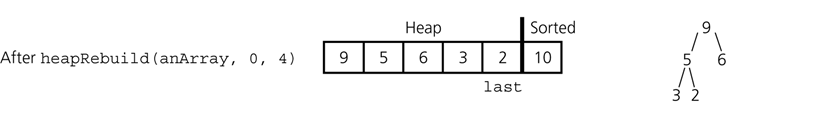 Heap Sorted
After heapRebuild(anArray, 0, 4) 9 5 6 3 2 10
last
9
5 6
3 2